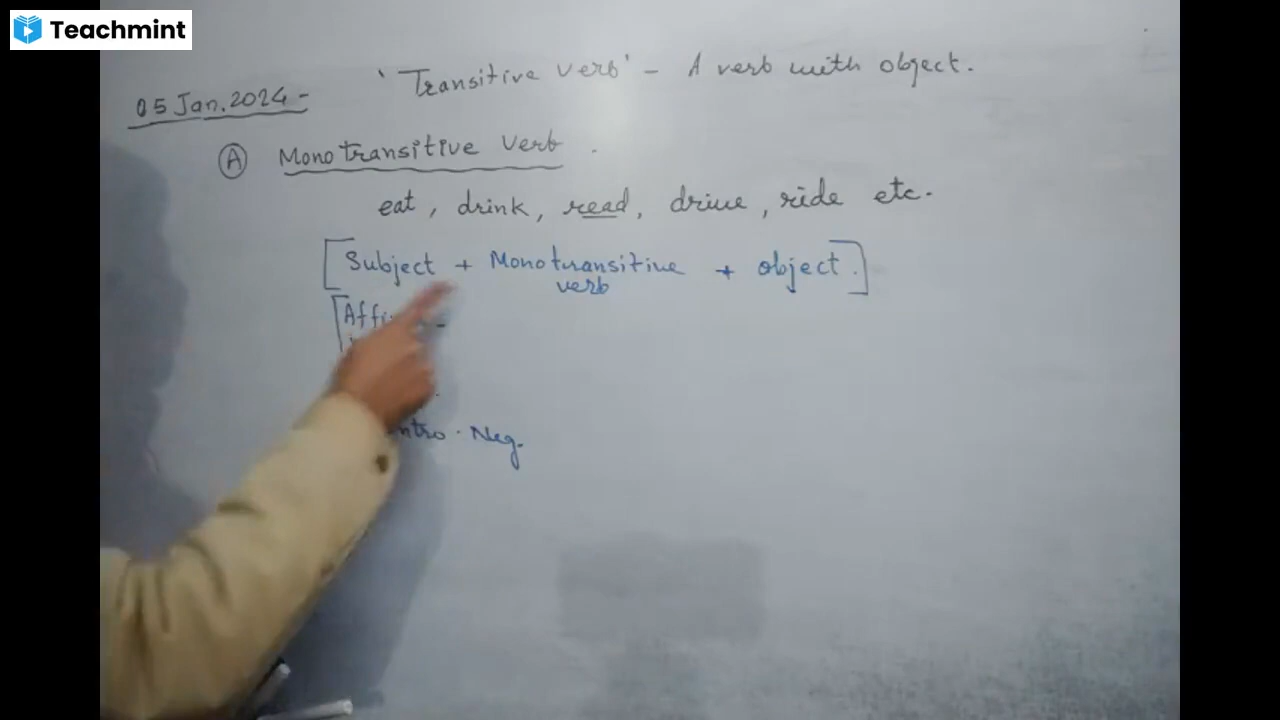 Teachmint
'Transitive verb' - A verb with object.
05 Jan. 2024 -
(A) Monotransitive Verb.
eat, drink, read, drive, ride etc.
[Subject + Monotransitive verb + object.]
Neg.